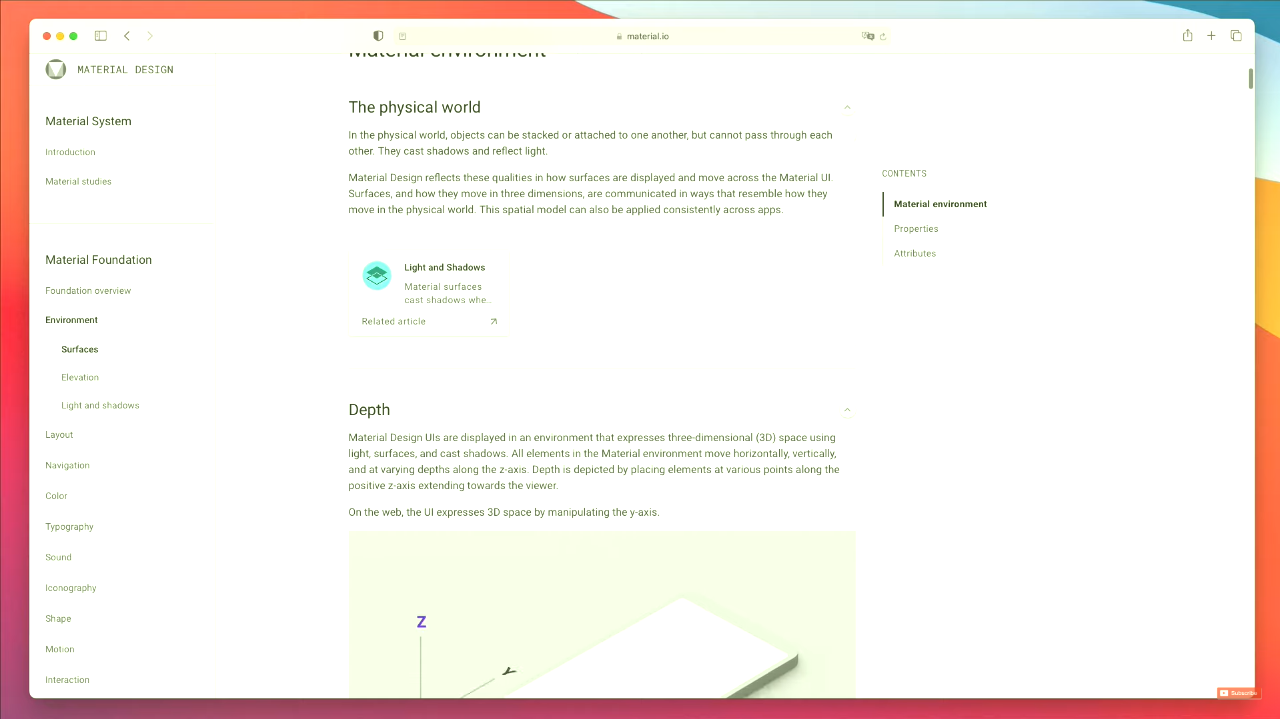 material.io
MATERIAL DESIGN
Material System
Introduction
Material studies
Material Foundation
Foundation overview
Environment
Surfaces
Elevation
Light and shadows
Layout
Navigation
Color
Typography
Sound
Iconography
Shape
Motion
Interaction
Material environment
The physical world
In the physical world, objects can be stacked or attached to one another, but cannot pass through each
other. They cast shadows and reflect light.
Material Design reflects these qualities in how surfaces are displayed and move across the Material UI.
Surfaces, and how they move in three dimensions, are communicated in ways that resemble how they
move in the physical world. This spatial model can also be applied consistently across apps.
Light and Shadows
Material surfaces
cast shadows whe...
Related article
Depth
Material Design UIs are displayed in an environment that expresses three-dimensional (3D) space using
light, surfaces, and cast shadows. All elements in the Material environment move horizontally, vertically,
and at varying depths along the z-axis. Depth is depicted by placing elements at various points along the
positive z-axis extending towards the viewer.
On the web, the UI expresses 3D space by manipulating the y-axis.
Z
Y
CONTENTS
Material environment
Properties
Attributes
Subscribe